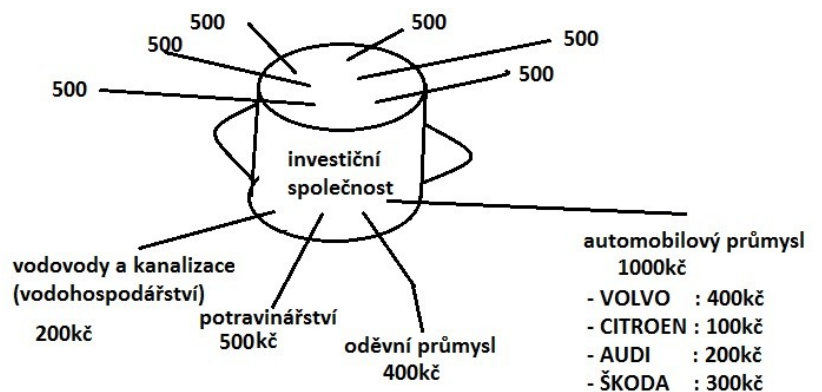 500
500
500
500
500
500
investiční
společnost
vodovody a kanalizace
(vodohospodářství)
200kč
potravinářství
500kč
oděvní průmysl
400kč
automobilový průmysl
1000kč
- VOLVO : 400kč
- CITROEN : 100kč
- AUDI : 200kč
- ŠKODA : 300kč